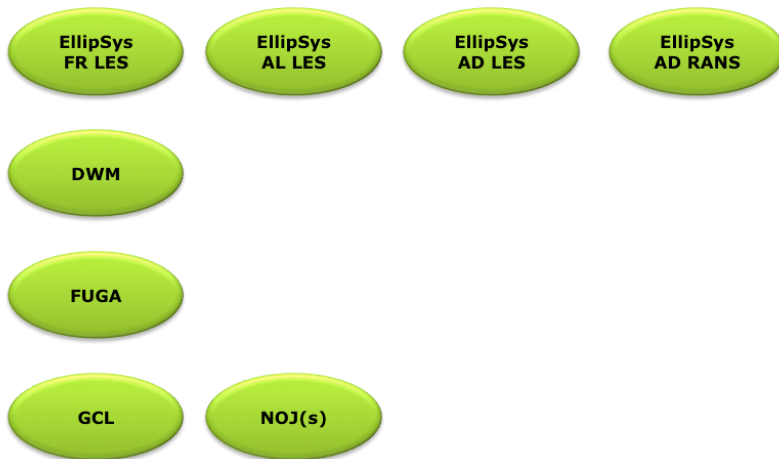 EllipSys
FR LES
EllipSys
AL LES
EllipSys
AD LES
EllipSys
AD RANS
DWM
FUGA
GCL
NOJ(s)